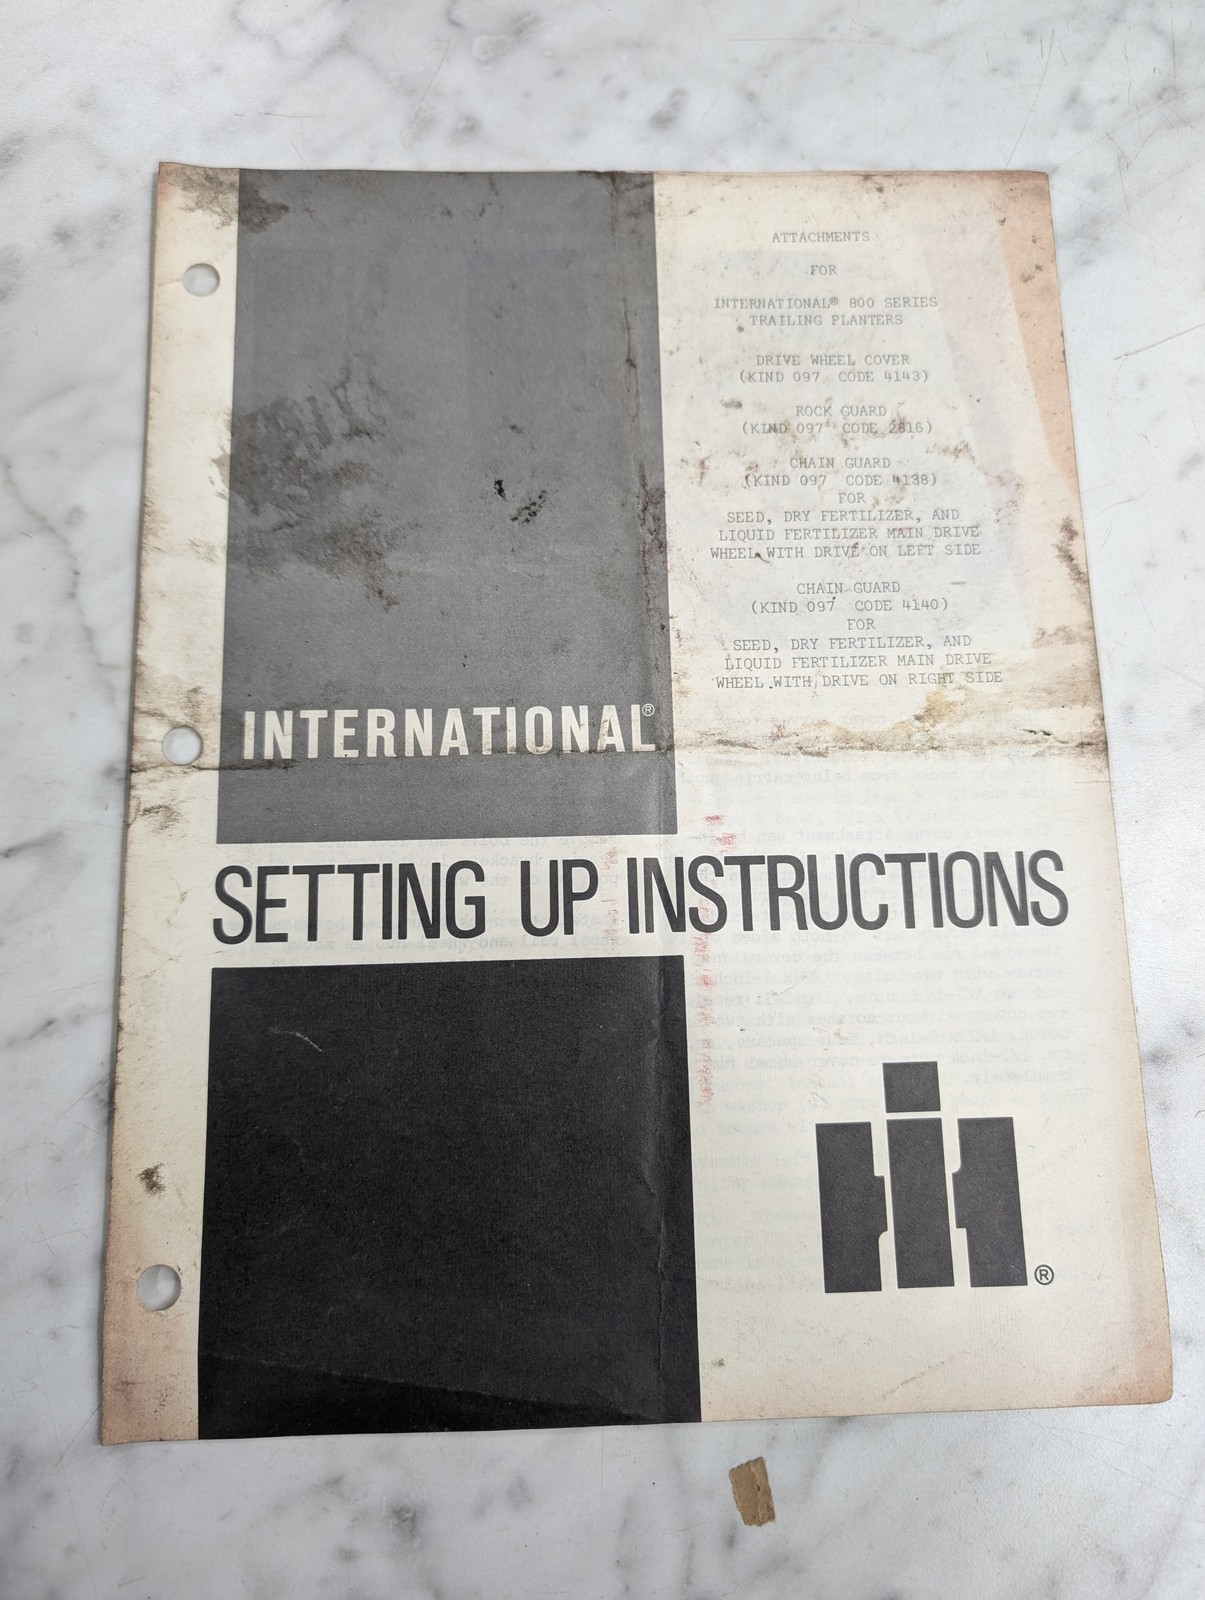 ATTACHMENTS
FOR
INTERNATIONAL® 800 SERIES
TRAILING PLANTERS
DRIVE WHEEL COVER
(KIND 097 CODE 4143)
ROCK GUARD
(KIND 097 CODE 2816)
CHAIN GUARD
(KIND 097 CODE 4138)
FOR
SEED, DRY FERTILIZER, AND
LIQUID FERTILIZER MAIN DRIVE
WHEEL WITH DRIVE ON LEFT SIDE
CHAIN GUARD
(KIND 097 CODE 4140)
FOR
SEED, DRY FERTILIZER, AND
LIQUID FERTILIZER MAIN DRIVE
WHEEL WITH DRIVE ON RIGHT SIDE
INTERNATIONAL®
SETTING UP INSTRUCTIONS
®